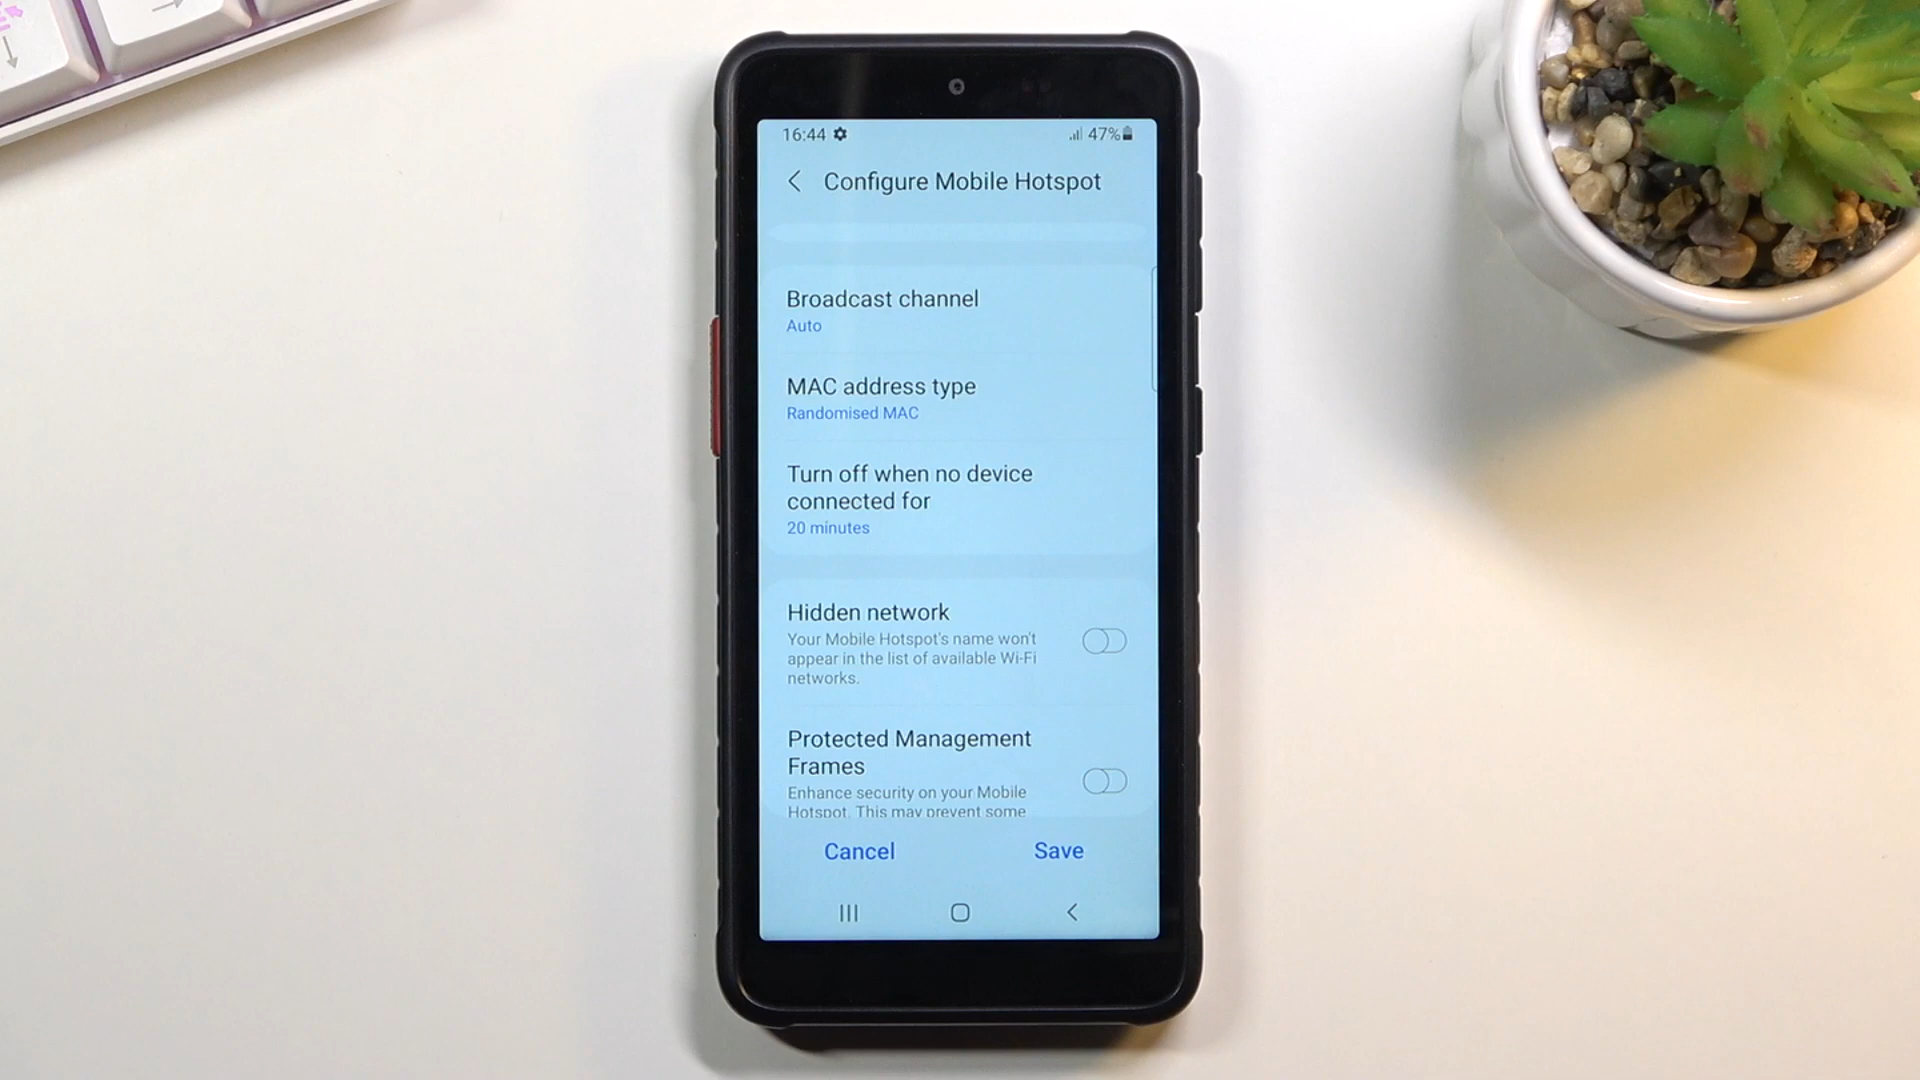 16:44
47%
Configure Mobile Hotspot
Broadcast channel
Auto
MAC address type
Randomised MAC
Turn off when no device
connected for
20 minutes
Hidden network
Your Mobile Hotspot's name won't
appear in the list of available Wi-Fi
networks.
Protected Management
Frames
Enhance security on your Mobile
Hotspot. This may prevent some
Cancel
Save